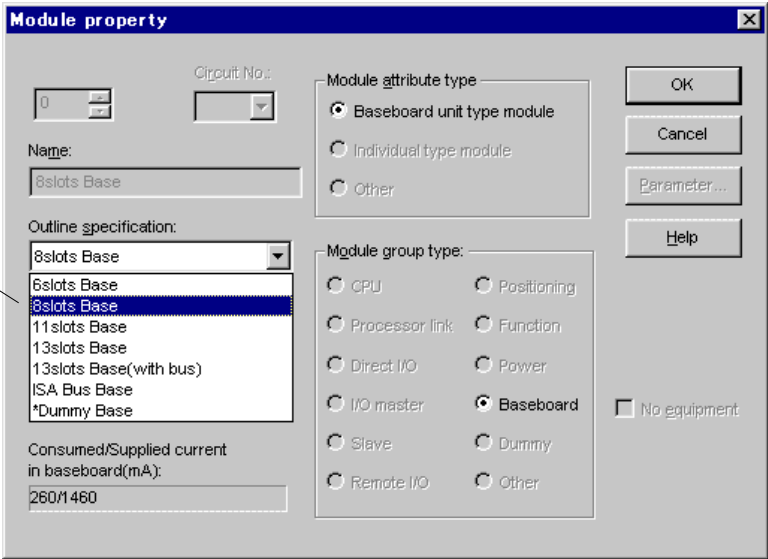 Module property
0
Circuit No.:
Name:
8slots Base
Outline specification:
8slots Base
6slots Base
8slots Base
11slots Base
13slots Base
13slots Base(with bus)
ISA Bus Base
*Dummy Base
Consumed/Supplied current
in baseboard(mA):
260/1460
Module attribute type
Baseboard unit type module
Individual type module
Other
Module group type:
CPU
Positioning
Processor link
Function
Direct I/O
Power
I/O master
Baseboard
Slave
Dummy
Remote I/O
Other
OK
Cancel
Parameter...
Help
No equipment